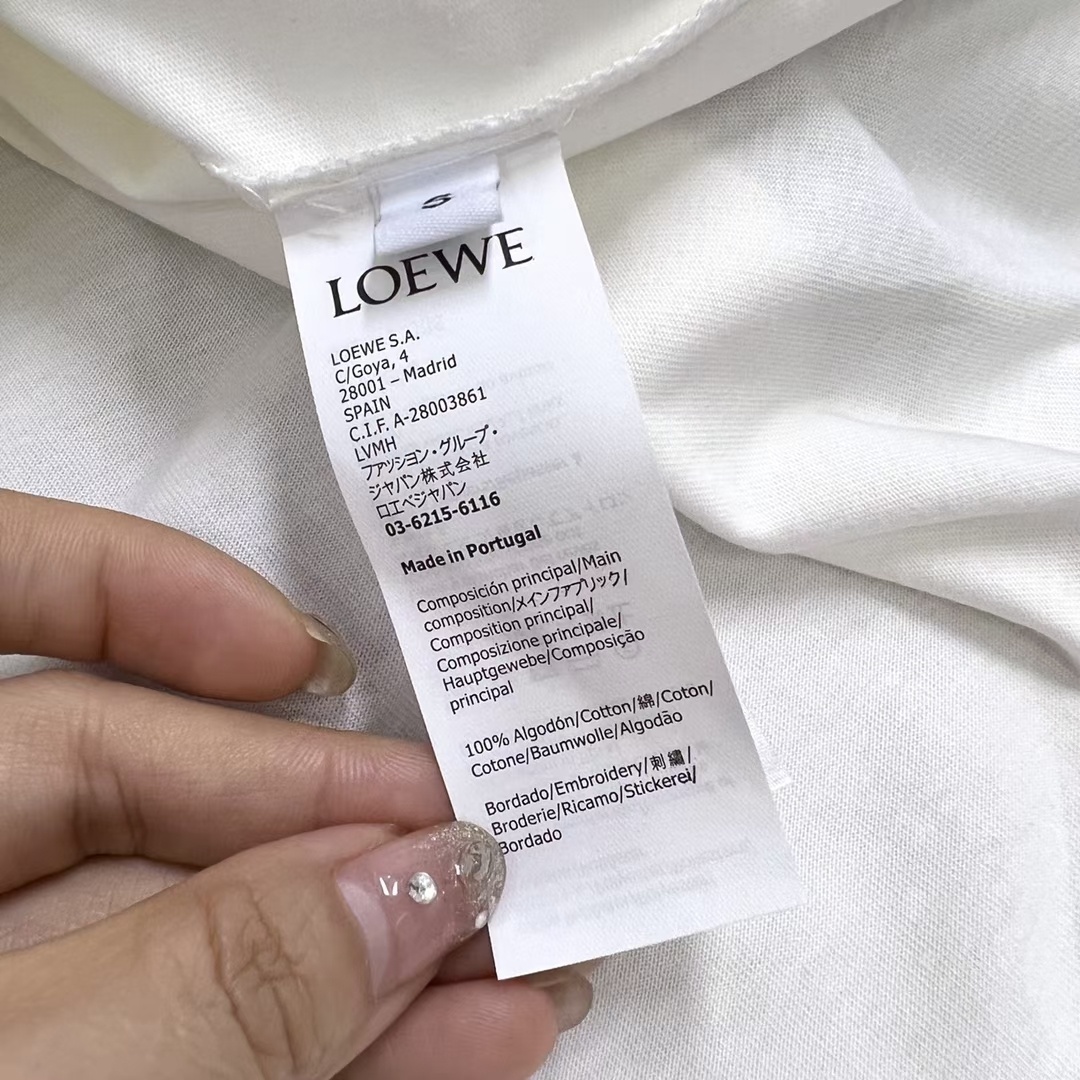 S
LOEWE
LOEWE S.A.
C/Goya, 4
28001 – Madrid
SPAIN
C.I.F. A-28003861
LVMH
ファッション・グループ・
ジャパン株式会社
ロエベジャパン
03-6215-6116
Made in Portugal
Composición principal/Main
composition/メインファブリック/
Composition principal/
Composizione principale/
Hauptgewebe/Composição
principal
100% Algodón/Cotton/綿/Coton/
Cotone/Baumwolle/Algodão
Bordado/Embroidery/刺繡/
Broderie/Ricamo/Stickerei/
Bordado